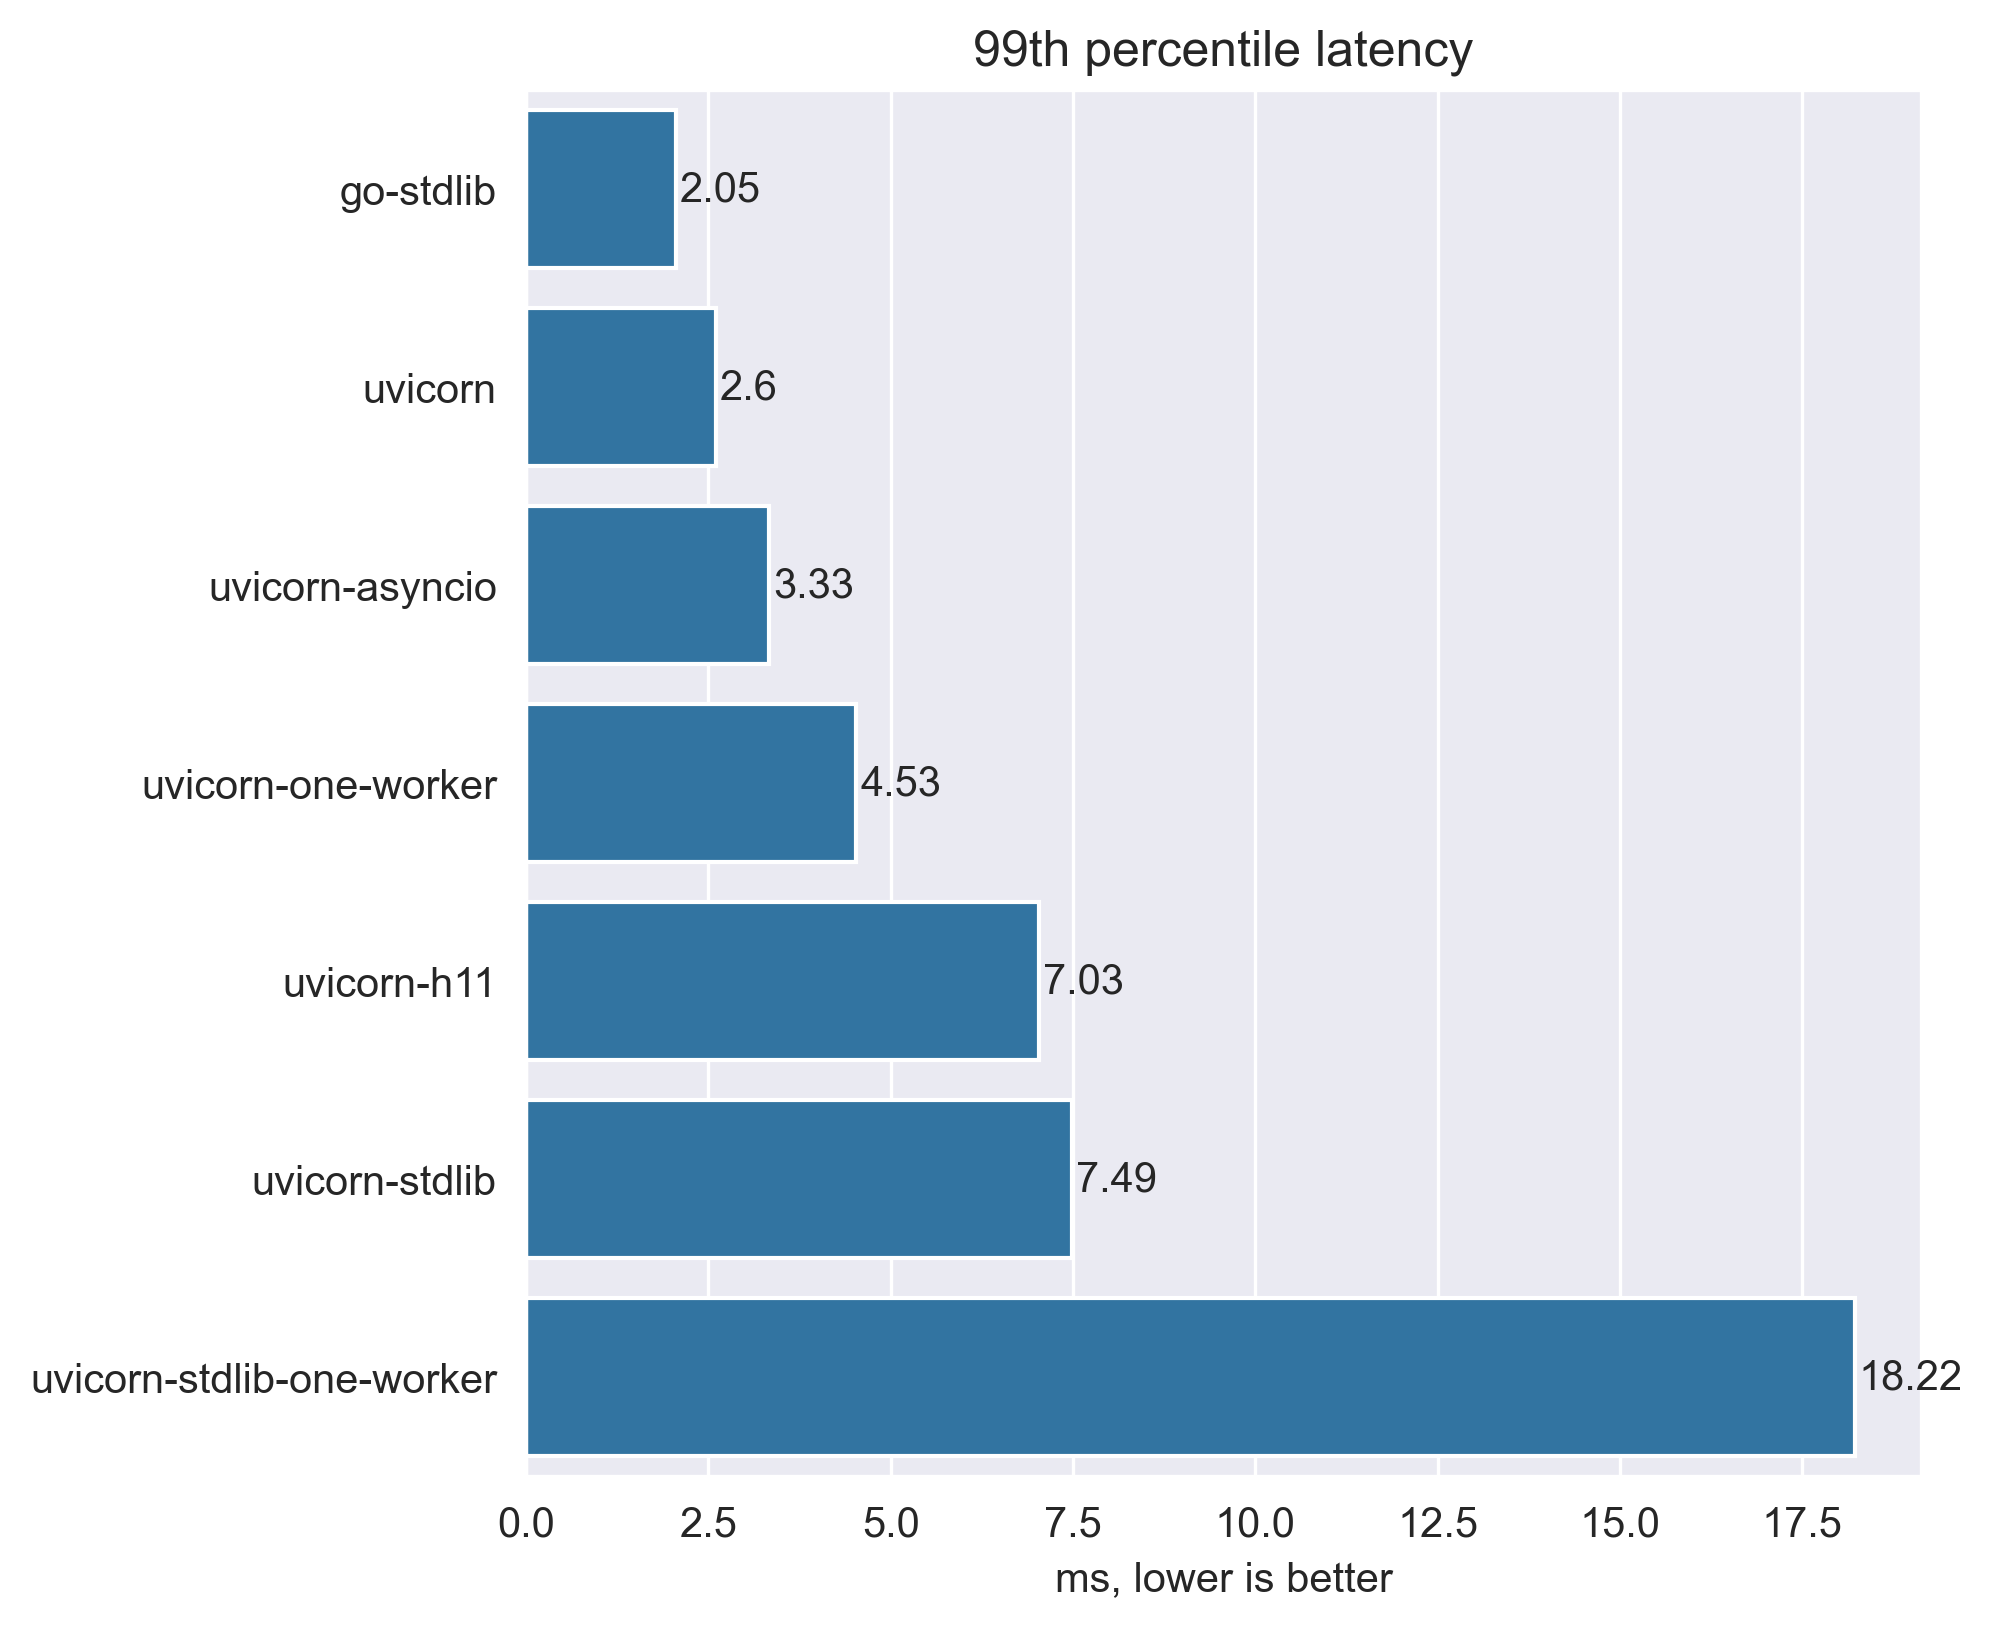 99th percentile latency
go-stdlib
2.05
uvicorn
2.6
uvicorn-asyncio
3.33
uvicorn-one-worker
4.53
uvicorn-h11
7.03
uvicorn-stdlib
7.49
uvicorn-stdlib-one-worker
18.22
0.0 2.5 5.0 7.5 10.0 12.5 15.0 17.5
ms, lower is better